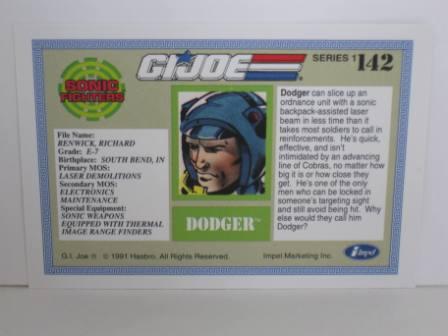 G.I. JOE
SERIES 1 142
SONIC
FIGHTERS
File Name:
RENWICK, RICHARD
Grade: E-7
Birthplace: SOUTH BEND, IN
Primary MOS:
LASER DEMOLITIONS
Secondary MOS:
ELECTRONICS
MAINTENANCE
Special Equipment:
SONIC WEAPONS
EQUIPPED WITH THERMAL
IMAGE RANGE FINDERS
DODGER™
Dodger can slice up an
ordnance unit with a sonic
backpack-assisted laser
beam in less time than it
takes most soldiers to call in
reinforcements. He's quick,
effective, and isn't
intimidated by an advancing
line of Cobras, no matter how
big it is or how close they
get. He's one of the only
men who can be locked in
someone's targeting sight
and still avoid being hit. Why
else would they call him
Dodger?
G.I. Joe ® © 1991 Hasbro. All Rights Reserved.
Impel Marketing Inc.
impel